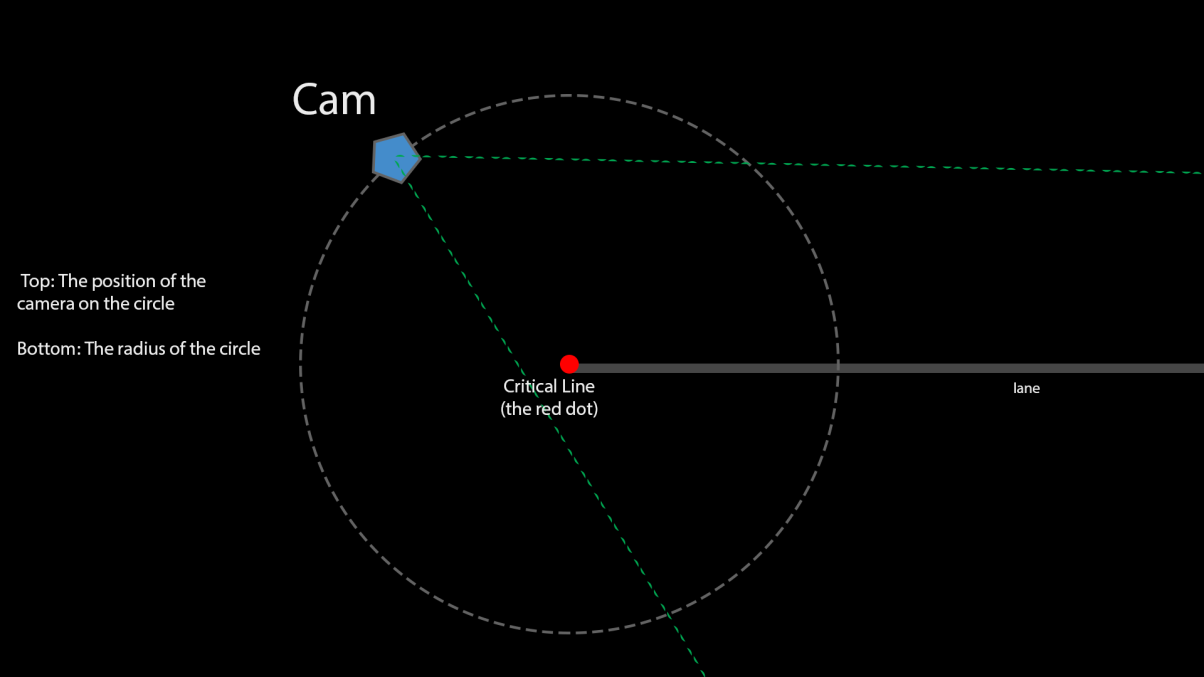 Cam
Top: The position of the
camera on the circle
Bottom: The radius of the circle
Critical Line
(the red dot)
lane